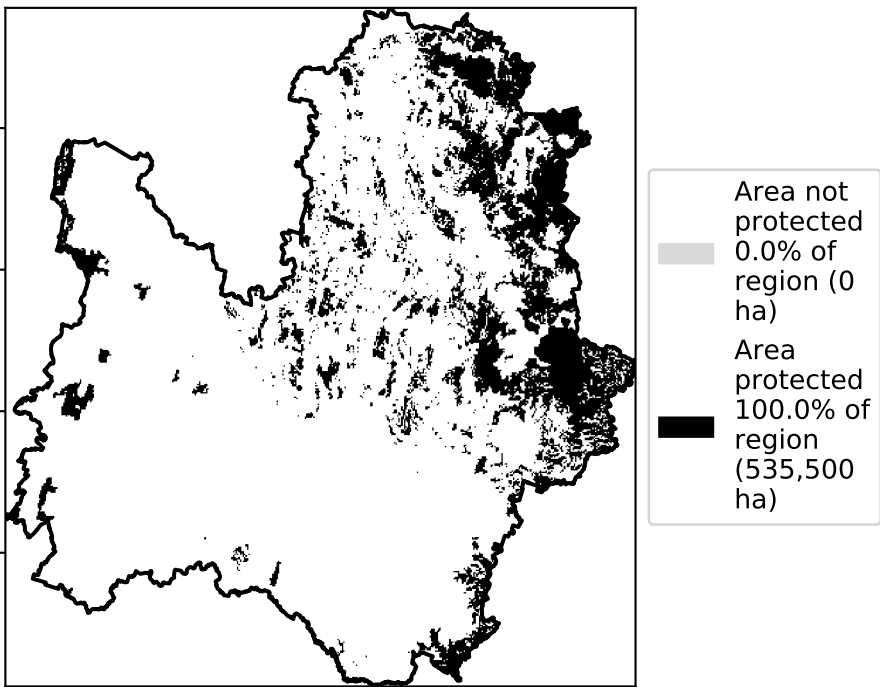 Area not
protected
0.0% of
region (0
ha)
Area
protected
100.0% of
region
(535,500
ha)